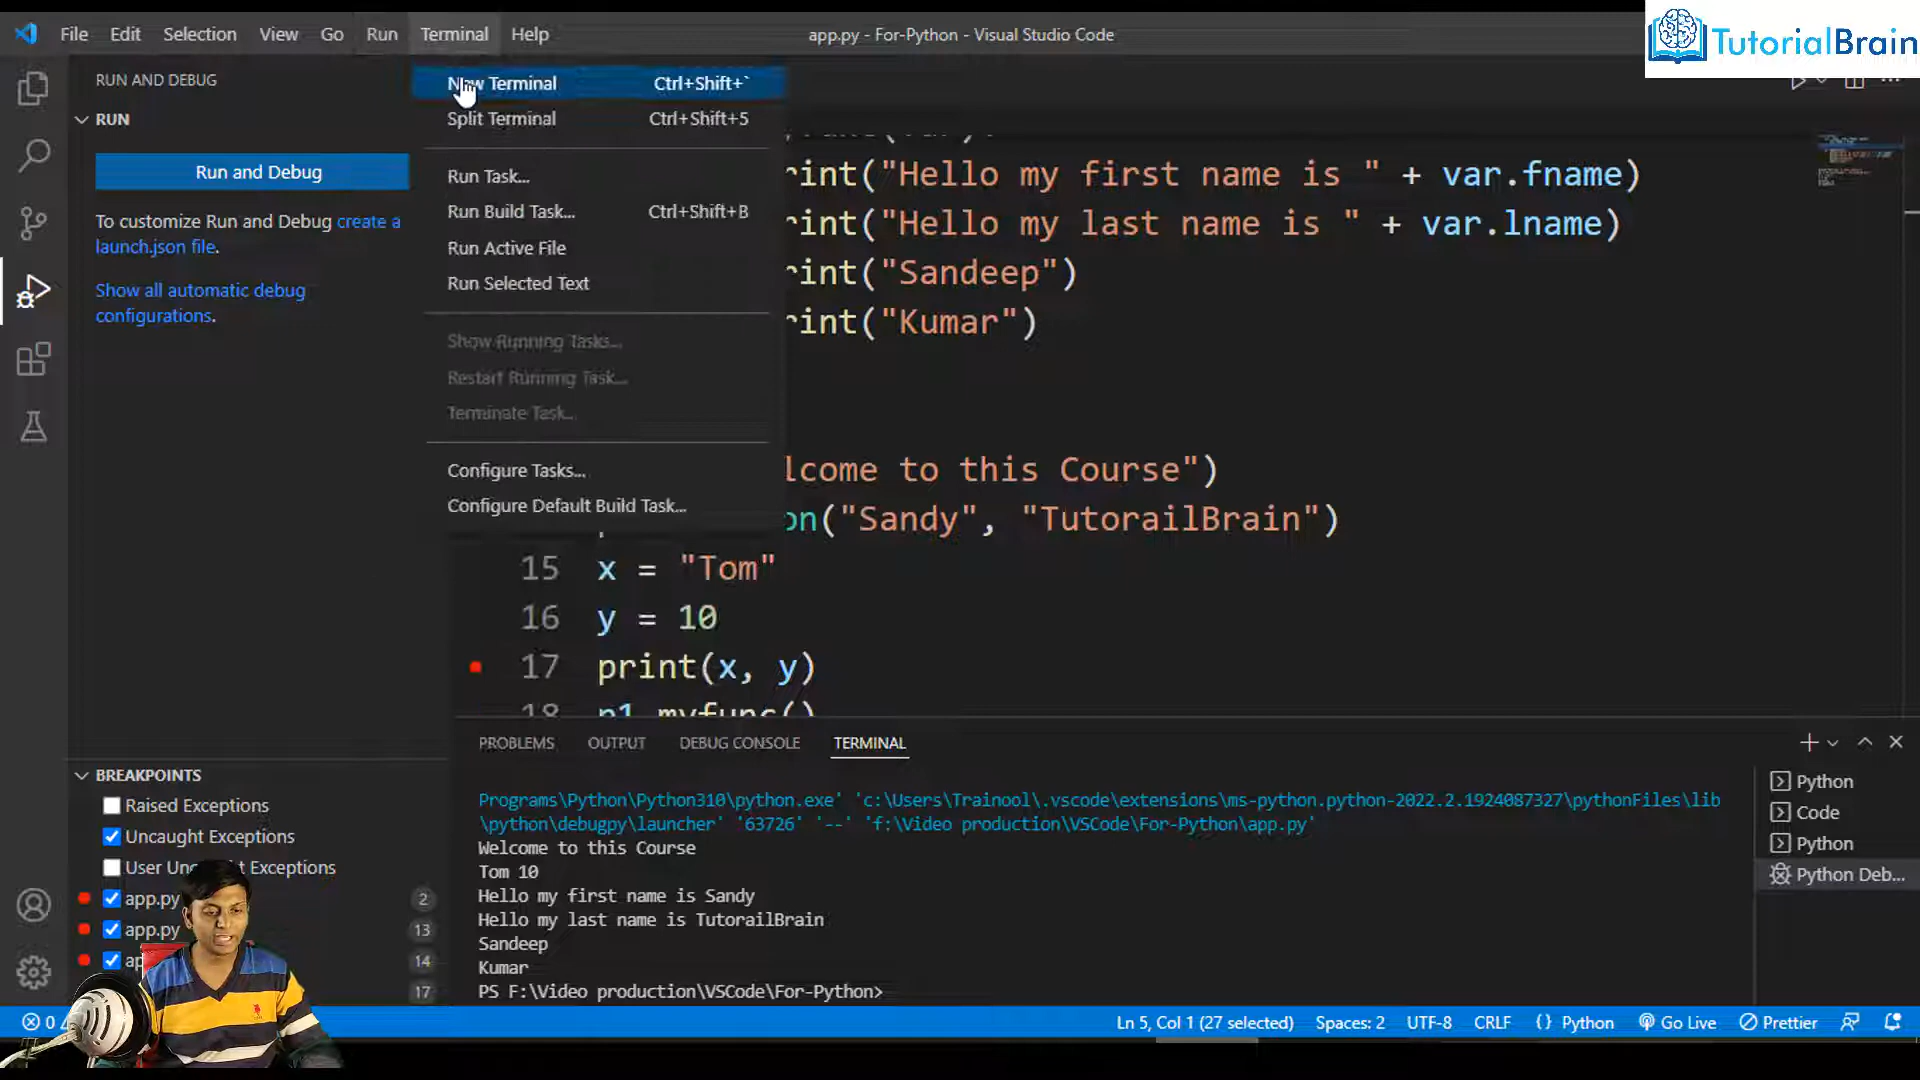 File Edit Selection View Go Run Terminal Help
app.py - For-Python - Visual Studio Code
TutorialBrain
RUN AND DEBUG
RUN
Run and Debug
To customize Run and Debug create a
launch.json file.
Show all automatic debug
configurations.
New Terminal Ctrl+Shift+`
Split Terminal Ctrl+Shift+5
Run Task...
Run Build Task... Ctrl+Shift+B
Run Active File
Run Selected Text
Show Running Tasks...
Restart Running Task...
Terminate Task...
Configure Tasks...
Configure Default Build Task...
rint("Hello my first name is " + var.fname)
rint("Hello my last name is " + var.lname)
rint("Sandeep")
rint("Kumar")
lcome to this Course")
on("Sandy", "TutorailBrain")
15 x = "Tom"
16 y = 10
17 print(x, y)
18 p1.myfunc()
PROBLEMS OUTPUT DEBUG CONSOLE TERMINAL
Programs\Python\Python310\python.exe' 'c:\Users\Trainool\.vscode\extensions\ms-python.python-2022.2.1924087327\pythonFiles\lib
\python\debugpy\launcher' '63726' '--' 'f:\Video production\VSCode\For-Python\app.py'
Welcome to this Course
Tom 10
Hello my first name is Sandy
Hello my last name is TutorailBrain
Sandeep
Kumar
PS F:\Video production\VSCode\For-Python>
Python
Code
Python
Python Deb...
BREAKPOINTS
Raised Exceptions
Uncaught Exceptions
User Exceptions
app.py 2
app.py 13
14
17
0
Ln 5, Col 1 (27 selected) Spaces: 2 UTF-8 CRLF {} Python Go Live Prettier